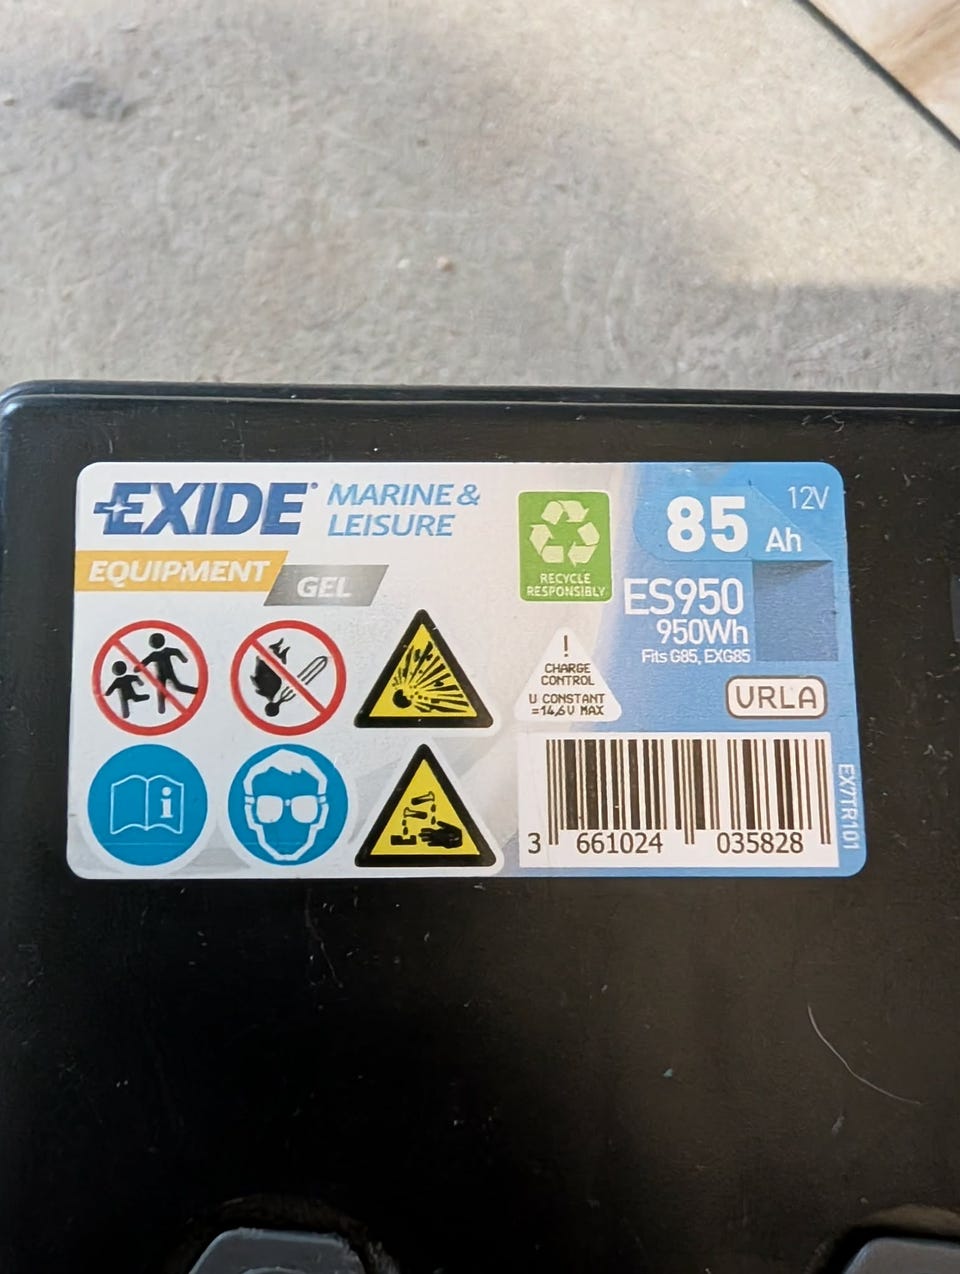 EXIDE MARINE &
LEISURE
EQUIPMENT
GEL
RECYCLE
RESPONSIBLY
85 Ah 12V
ES950
950Wh
Fits G85, EXG85
!
CHARGE
CONTROL
U CONSTANT
=14,6V MAX
VRLA
i
3 661024 035828
EX7TR101